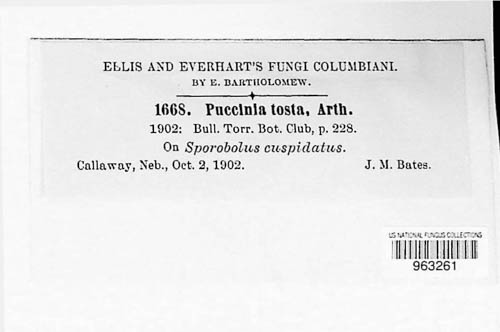 ELLIS AND EVERHART'S FUNGI COLUMBIANI.
BY E. BARTHOLOMEW.
1668. Puccinia tosta, Arth.
1902: Bull. Torr. Bot. Club, p. 228.
On Sporobolus cuspidatus.
Callaway, Neb., Oct. 2, 1902. J. M. Bates.
US NATIONAL FUNGUS COLLECTIONS
963261